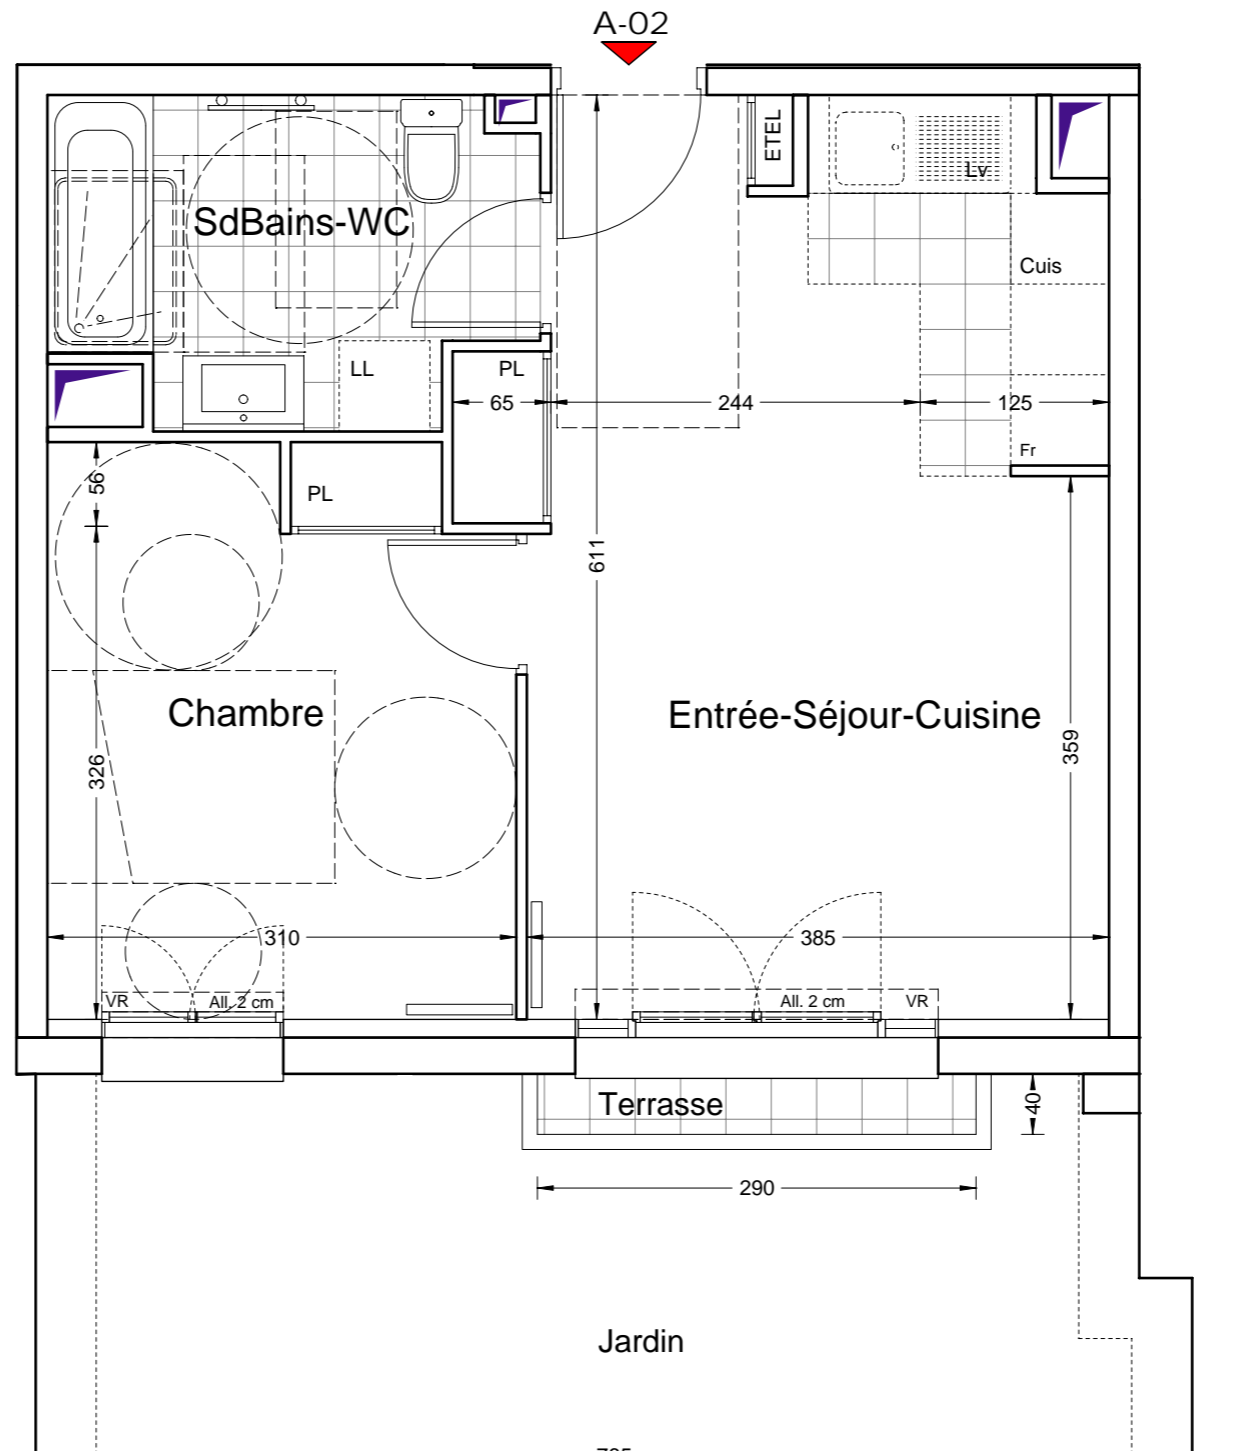 A-02
ETEL
Lv
SdBains-WC
Cuis
LL
PL
65
244
125
Fr
56
PL
611
Chambre
Entrée-Séjour-Cuisine
326
359
310
385
VR
All. 2 cm
All. 2 cm
VR
Terrasse
40
290
Jardin